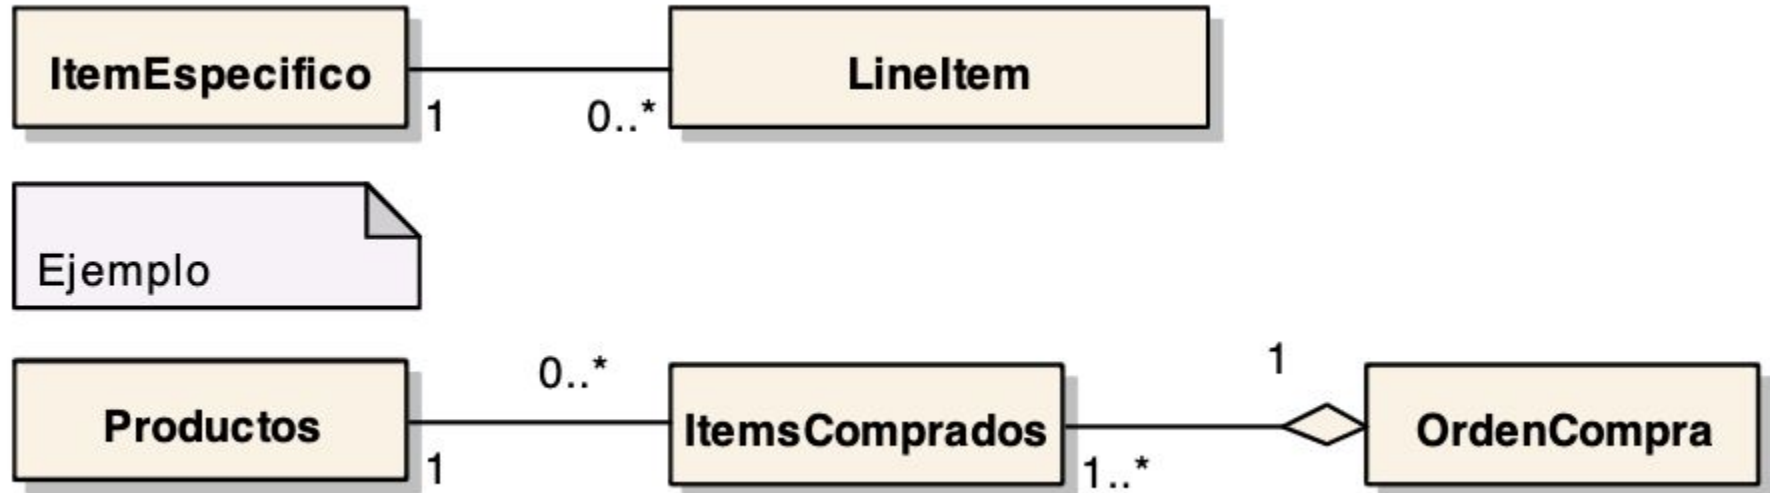 ItemEspecifico
LineItem
1
0..*
Ejemplo
Productos
0..*
1
ItemsComprados
1
1..*
OrdenCompra